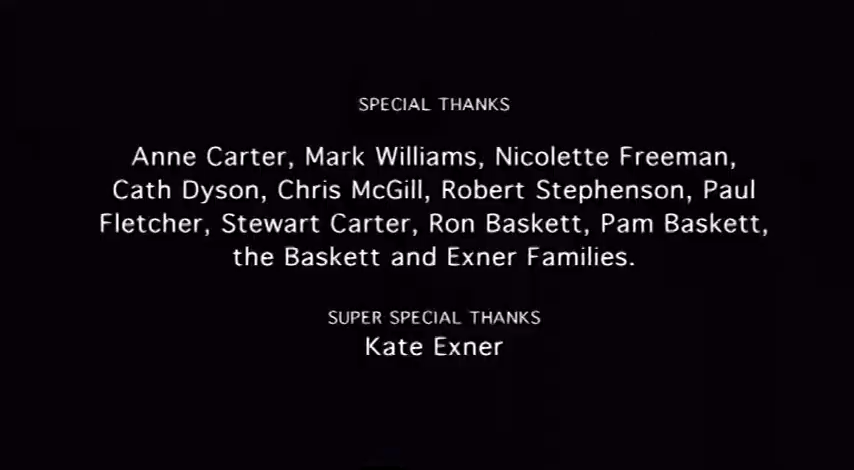 SPECIAL THANKS
Anne Carter, Mark Williams, Nicolette Freeman,
Cath Dyson, Chris McGill, Robert Stephenson, Paul
Fletcher, Stewart Carter, Ron Baskett, Pam Baskett,
the Baskett and Exner Families.
SUPER SPECIAL THANKS
Kate Exner